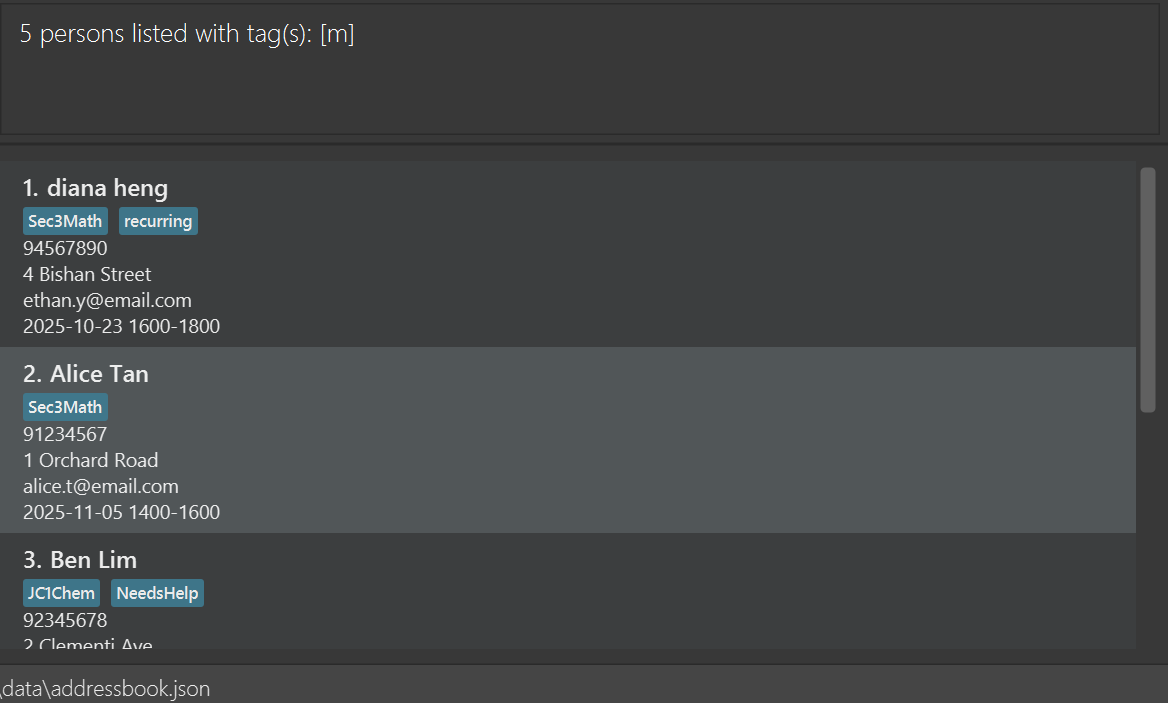 5 persons listed with tag(s): [m]
1. diana heng
Sec3Math recurring
94567890
4 Bishan Street
ethan.y@email.com
2025-10-23 1600-1800
2. Alice Tan
Sec3Math
91234567
1 Orchard Road
alice.t@email.com
2025-11-05 1400-1600
3. Ben Lim
JC1Chem NeedsHelp
92345678
2 Clementi Ave
\data\addressbook.json